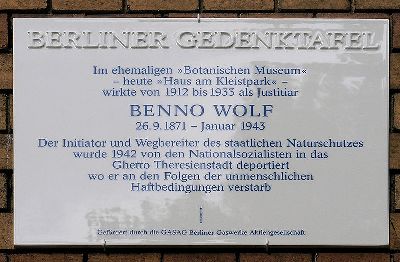 BERLINER GEDENKTAFEL
Im ehemaligen »Botanischen Museum«
– heute »Haus am Kleistpark« –
wirkte von 1912 bis 1933 als Justitiar
BENNO WOLF
26.9.1871 – Januar 1943
Der Initiator und Wegbereiter des staatlichen Naturschutzes
wurde 1942 von den Nationalsozialisten in das
Ghetto Theresienstadt deportiert
wo er an den Folgen der unmenschlichen
Haftbedingungen verstarb
Gefördert durch die GASAG Berliner Gaswerke Aktiengesellschaft